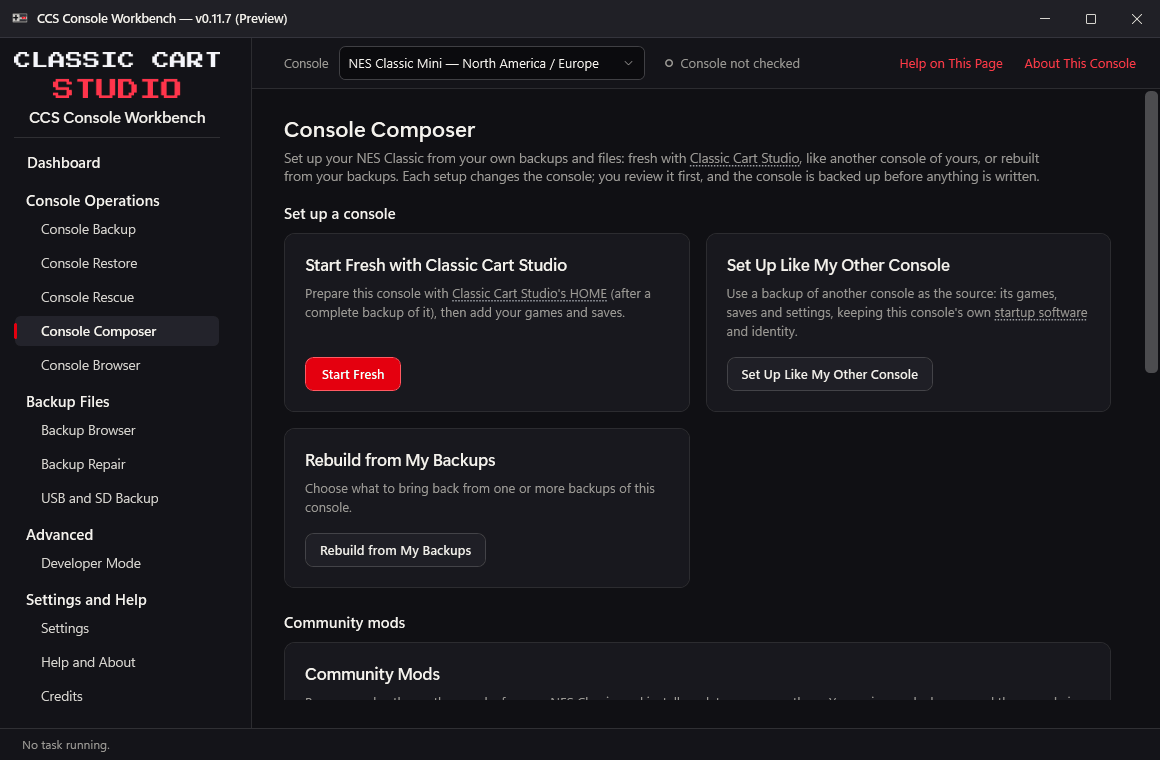 CCS Console Workbench — v0.11.7 (Preview)
CLASSIC CART
STUDIO
CCS Console Workbench
Dashboard
Console Operations
Console Backup
Console Restore
Console Rescue
Console Composer
Console Browser
Backup Files
Backup Browser
Backup Repair
USB and SD Backup
Advanced
Developer Mode
Settings and Help
Settings
Help and About
Credits
Console
NES Classic Mini — North America / Europe
Console not checked
Help on This Page
About This Console
Console Composer
Set up your NES Classic from your own backups and files: fresh with Classic Cart Studio, like another console of yours, or rebuilt
from your backups. Each setup changes the console; you review it first, and the console is backed up before anything is written.
Set up a console
Start Fresh with Classic Cart Studio
Prepare this console with Classic Cart Studio's HOME (after a
complete backup of it), then add your games and saves.
Start Fresh
Set Up Like My Other Console
Use a backup of another console as the source: its games,
saves and settings, keeping this console's own startup software
and identity.
Set Up Like My Other Console
Rebuild from My Backups
Choose what to bring back from one or more backups of this
console.
Rebuild from My Backups
Community mods
Community Mods
No task running.